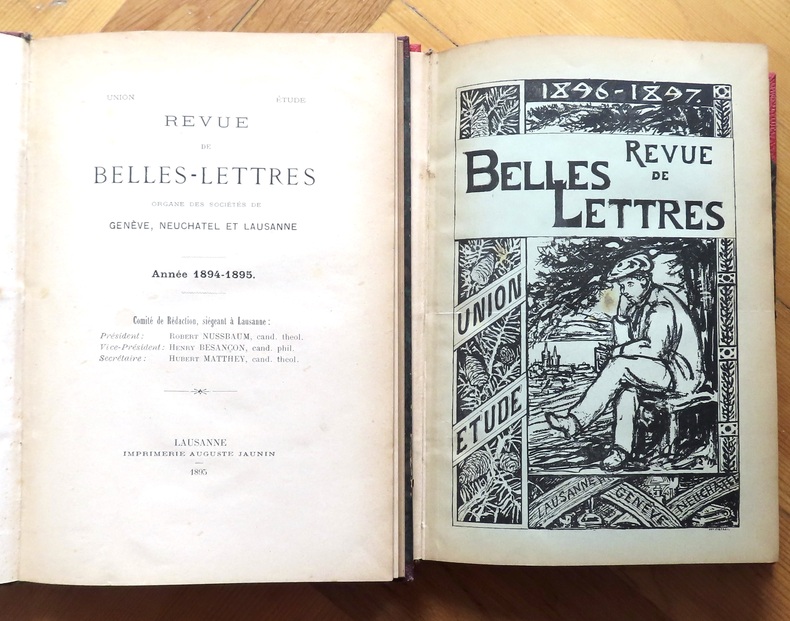 UNION ÉTUDE
REVUE
DE
BELLES-LETTRES
ORGANE DES SOCIÉTÉS DE
GENÈVE, NEUCHATEL ET LAUSANNE
Année 1894-1895.
Comité de Rédaction, siégeant à Lausanne :
Président : ROBERT NUSSBAUM, cand. theol.
Vice-Président : HENRY BESANÇON, cand. phil.
Secrétaire : HUBERT MATTHEY, cand. theol.
LAUSANNE
IMPRIMERIE AUGUSTE JAUNIN
1895
1896-1897.
REVUE
DE
BELLES
LETTRES
UNION
ETUDE
LAUSANNE
GENÈVE
NEUCHATEL